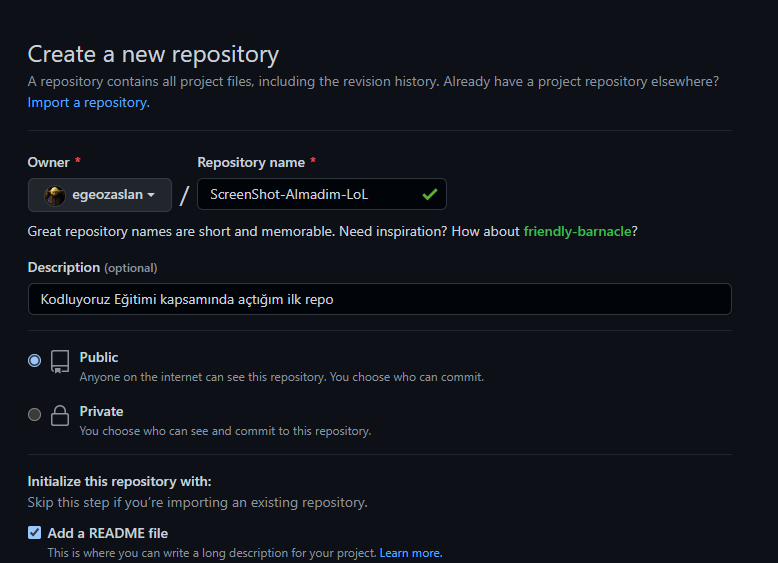 Create a new repository
A repository contains all project files, including the revision history. Already have a project repository elsewhere?
Import a repository.
Owner * Repository name *
egeozaslan / ScreenShot-Almadim-LoL
Great repository names are short and memorable. Need inspiration? How about friendly-barnacle?
Description (optional)
Kodluyoruz Eğitimi kapsamında açtığım ilk repo
Public
Anyone on the internet can see this repository. You choose who can commit.
Private
You choose who can see and commit to this repository.
Initialize this repository with:
Skip this step if you're importing an existing repository.
Add a README file
This is where you can write a long description for your project. Learn more.